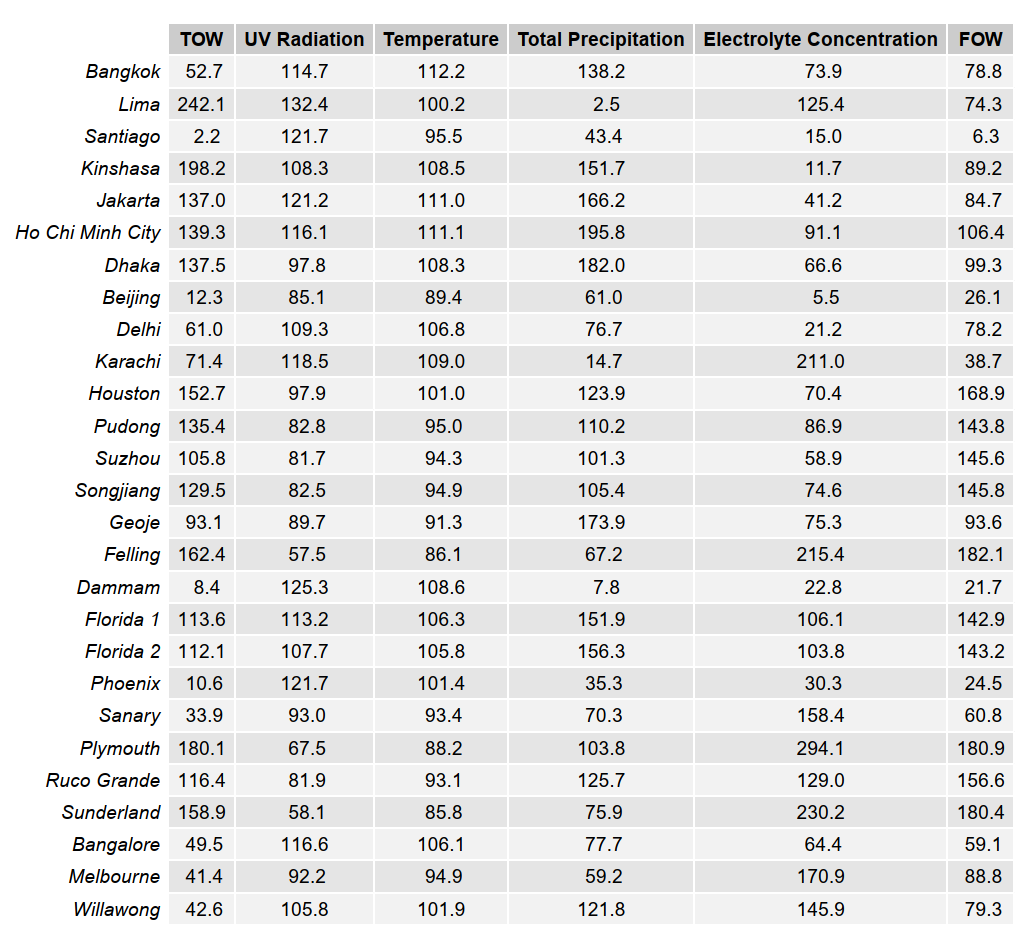 TOW UV Radiation Temperature Total Precipitation Electrolyte Concentration FOW
Bangkok 52.7 114.7 112.2 138.2 73.9 78.8
Lima 242.1 132.4 100.2 2.5 125.4 74.3
Santiago 2.2 121.7 95.5 43.4 15.0 6.3
Kinshasa 198.2 108.3 108.5 151.7 11.7 89.2
Jakarta 137.0 121.2 111.0 166.2 41.2 84.7
Ho Chi Minh City 139.3 116.1 111.1 195.8 91.1 106.4
Dhaka 137.5 97.8 108.3 182.0 66.6 99.3
Beijing 12.3 85.1 89.4 61.0 5.5 26.1
Delhi 61.0 109.3 106.8 76.7 21.2 78.2
Karachi 71.4 118.5 109.0 14.7 211.0 38.7
Houston 152.7 97.9 101.0 123.9 70.4 168.9
Pudong 135.4 82.8 95.0 110.2 86.9 143.8
Suzhou 105.8 81.7 94.3 101.3 58.9 145.6
Songjiang 129.5 82.5 94.9 105.4 74.6 145.8
Geoje 93.1 89.7 91.3 173.9 75.3 93.6
Felling 162.4 57.5 86.1 67.2 215.4 182.1
Dammam 8.4 125.3 108.6 7.8 22.8 21.7
Florida 1 113.6 113.2 106.3 151.9 106.1 142.9
Florida 2 112.1 107.7 105.8 156.3 103.8 143.2
Phoenix 10.6 121.7 101.4 35.3 30.3 24.5
Sanary 33.9 93.0 93.4 70.3 158.4 60.8
Plymouth 180.1 67.5 88.2 103.8 294.1 180.9
Ruco Grande 116.4 81.9 93.1 125.7 129.0 156.6
Sunderland 158.9 58.1 85.8 75.9 230.2 180.4
Bangalore 49.5 116.6 106.1 77.7 64.4 59.1
Melbourne 41.4 92.2 94.9 59.2 170.9 88.8
Willawong 42.6 105.8 101.9 121.8 145.9 79.3